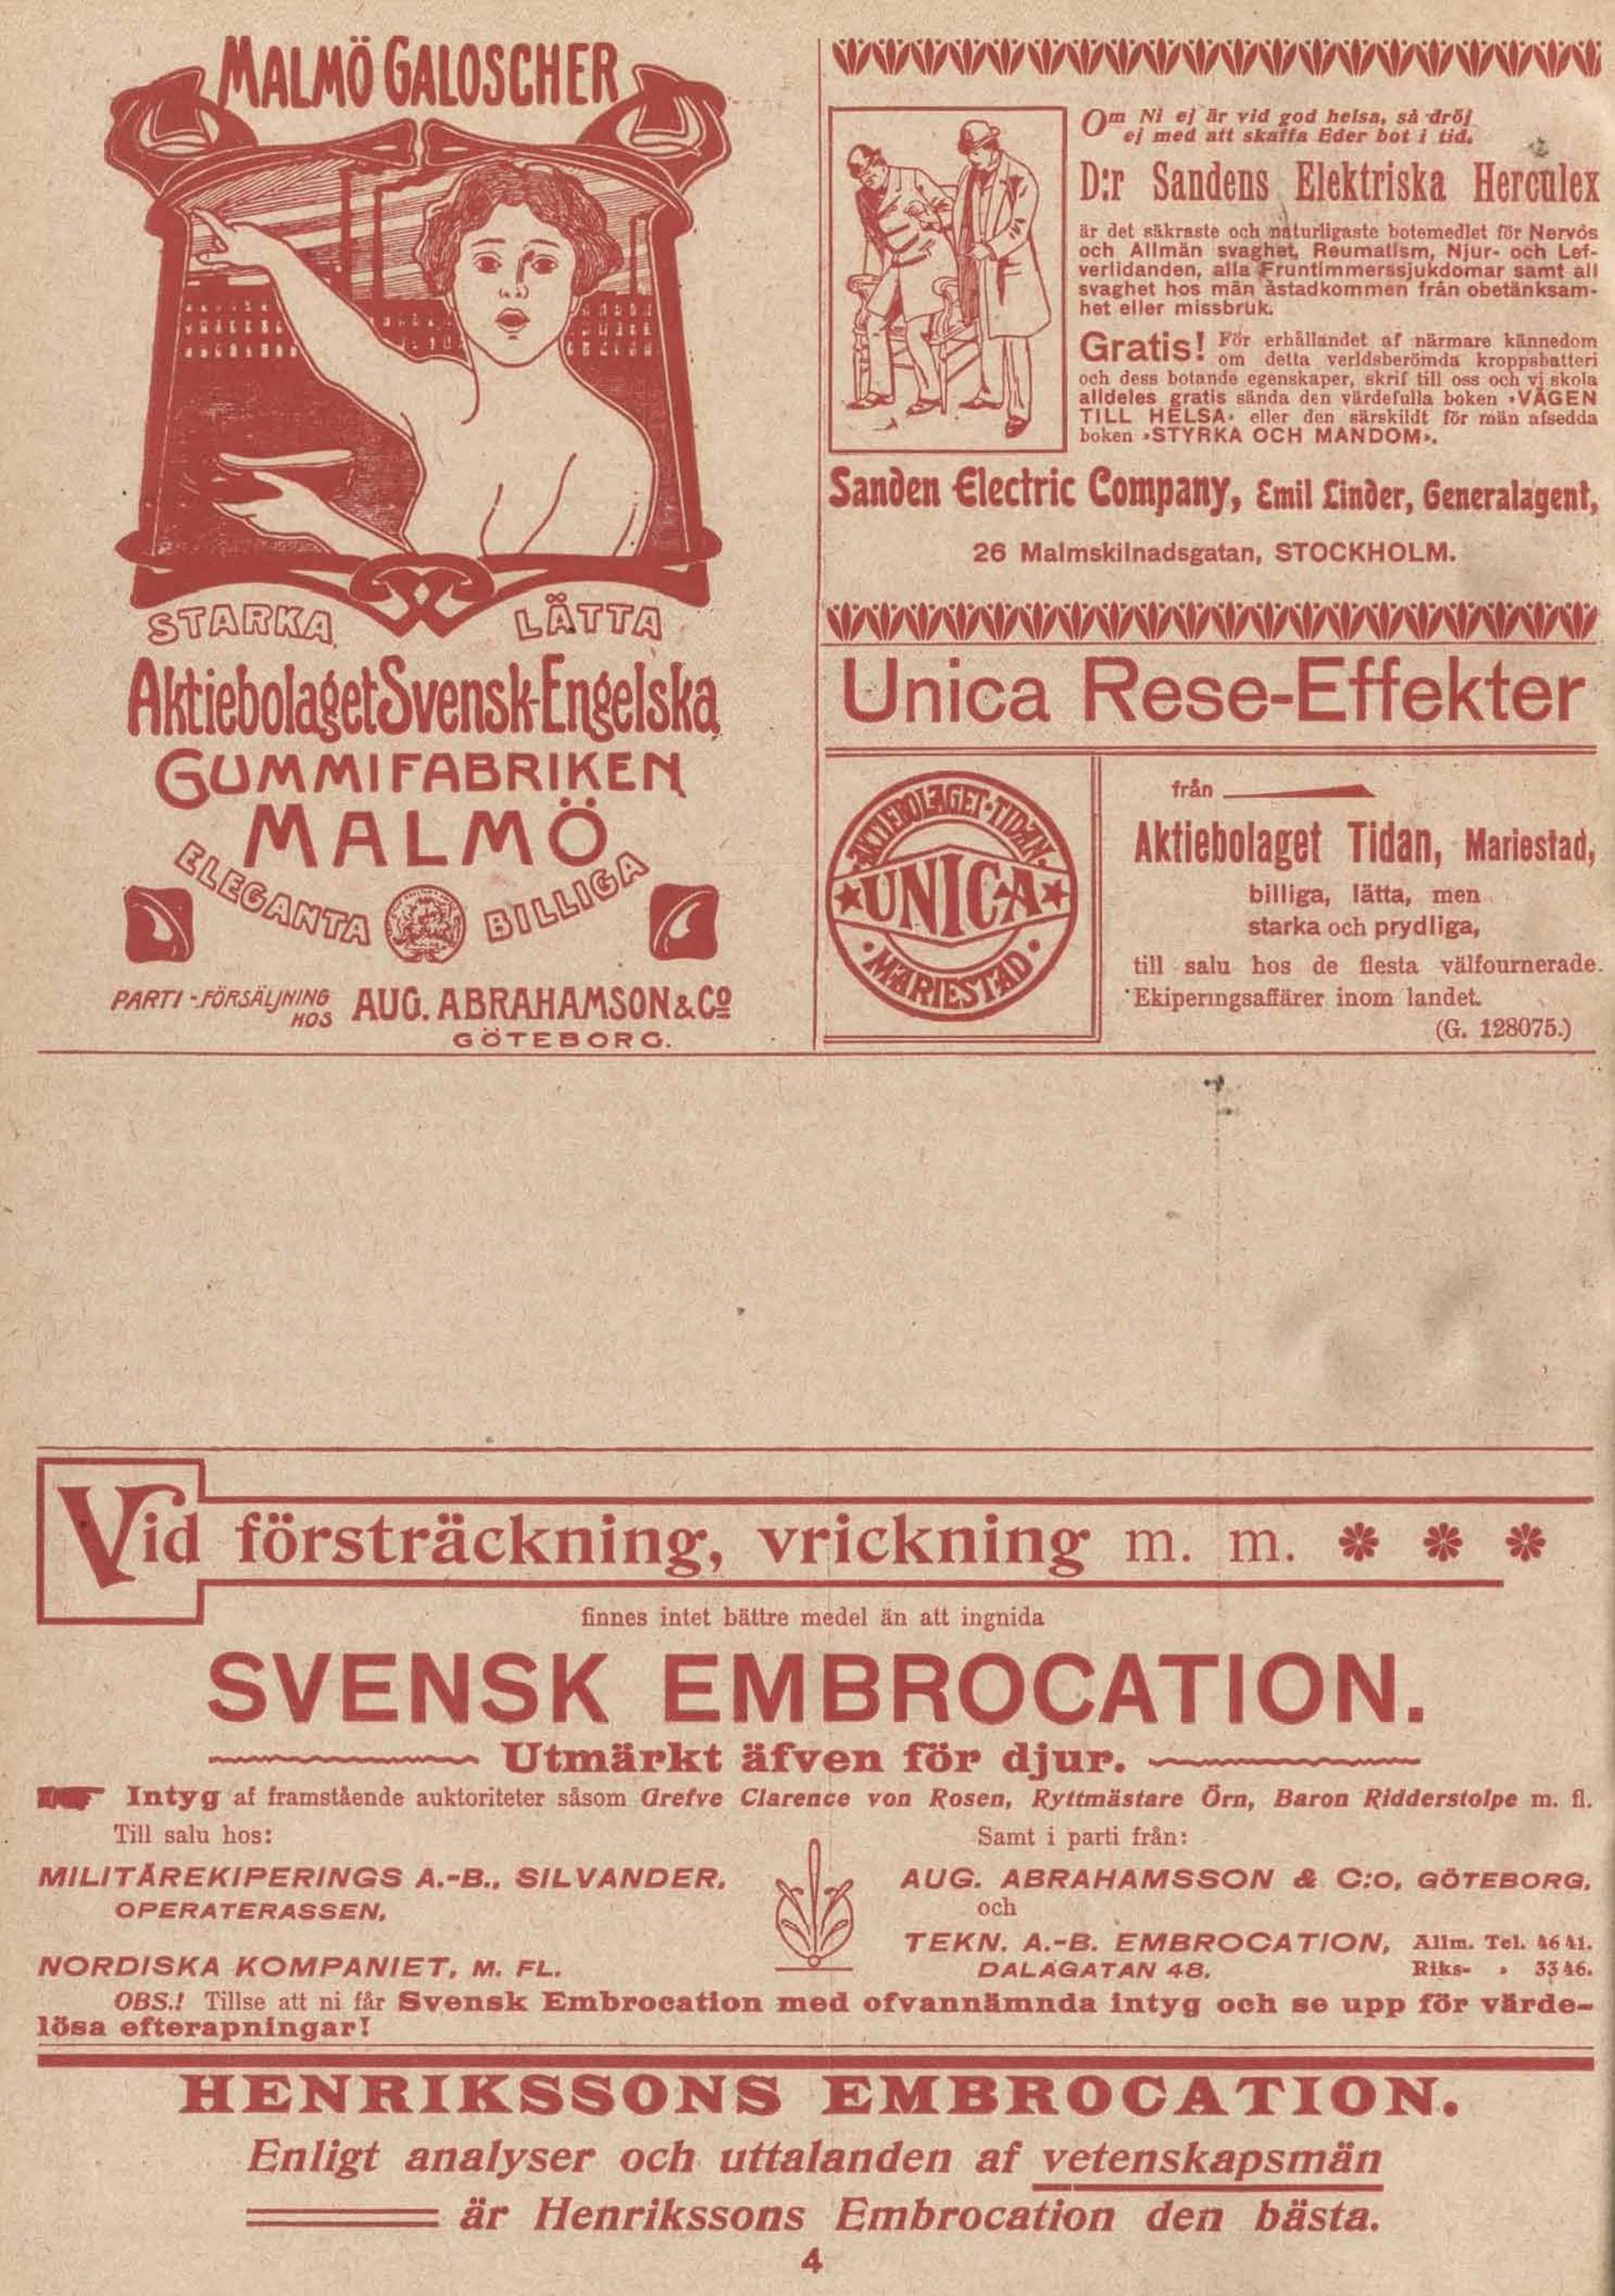 MALMÖ GALOSCHER
STARKA LÄTTA
Aktiebolaget Svensk-Engelska
GUMMIFABRIKEN
MALMÖ
ELEGANTA BILLIGA
PARTI-FÖRSÄLJNING HOS AUG. ABRAHAMSON & Co
GÖTEBORG.
Om Ni ej är vid god helsa, så dröj
ej med att skaffa Eder bot i tid.
D:r Sandens Elektriska Herculex
är det säkraste och naturligaste botemedlet för Nervös
och Allmän svaghet, Reumatism, Njur- och Lef-
verlidanden, alla Fruntimmerssjukdomar samt all
svaghet hos män åstadkommen från obetänksam-
het eller missbruk.
Gratis! För erhållandet af närmare kännedom
om detta verldsberömda kroppsbatteri
och dess botande egenskaper, skrif till oss och vi skola
alldeles gratis sända den värdefulla boken »VÄGEN
TILL HELSA» eller den särskildt för män afsedda
boken »STYRKA OCH MANDOM».
Sanden Electric Company, Emil Linder, Generalagent,
26 Malmskilnadsgatan, STOCKHOLM.
Unica Rese-Effekter
AKTIEBOLAGET TIDAN
UNICA
MARIESTAD
från
Aktiebolaget Tidan, Mariestad,
billiga, lätta, men
starka och prydliga,
till salu hos de flesta välfournerade
Ekiperingsaffärer inom landet.
(G. 128075.)
Vid försträckning, vrickning m. m.
finnes intet bättre medel än att ingnida
SVENSK EMBROCATION.
Utmärkt äfven för djur.
Intyg af framstående auktoriteter såsom Grefve Clarence von Rosen, Ryttmästare Örn, Baron Ridderstolpe m. fl.
Till salu hos:
MILITÄREKIPERINGS A.-B., SILVANDER,
OPERATERASSEN,
NORDISKA KOMPANIET, M. FL.
Samt i parti från:
AUG. ABRAHAMSSON & C:O, GÖTEBORG,
och
TEKN. A.-B. EMBROCATION, Allm. Tel. 46 41.
DALAGATAN 48. Riks- » 33 46.
OBS.! Tillse att ni får Svensk Embrocation med ofvannämnda intyg och se upp för värde-
lösa efterapningar!
HENRIKSSONS EMBROCATION.
Enligt analyser och uttalanden af vetenskapsmän
är Henrikssons Embrocation den bästa.
4